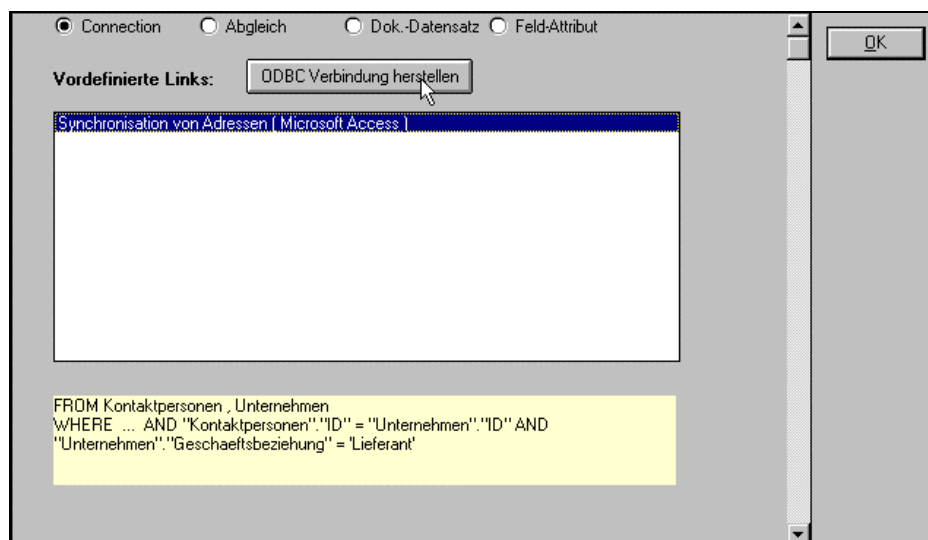 Connection Abgleich Dok.-Datensatz Feld-Attribut
OK
Vordefinierte Links: ODBC Verbindung herstellen
Synchronisation von Adressen ( Microsoft Access )
FROM Kontaktpersonen , Unternehmen
WHERE ... AND "Kontaktpersonen"."ID" = "Unternehmen"."ID" AND
"Unternehmen"."Geschaeftsbeziehung" = 'Lieferant'